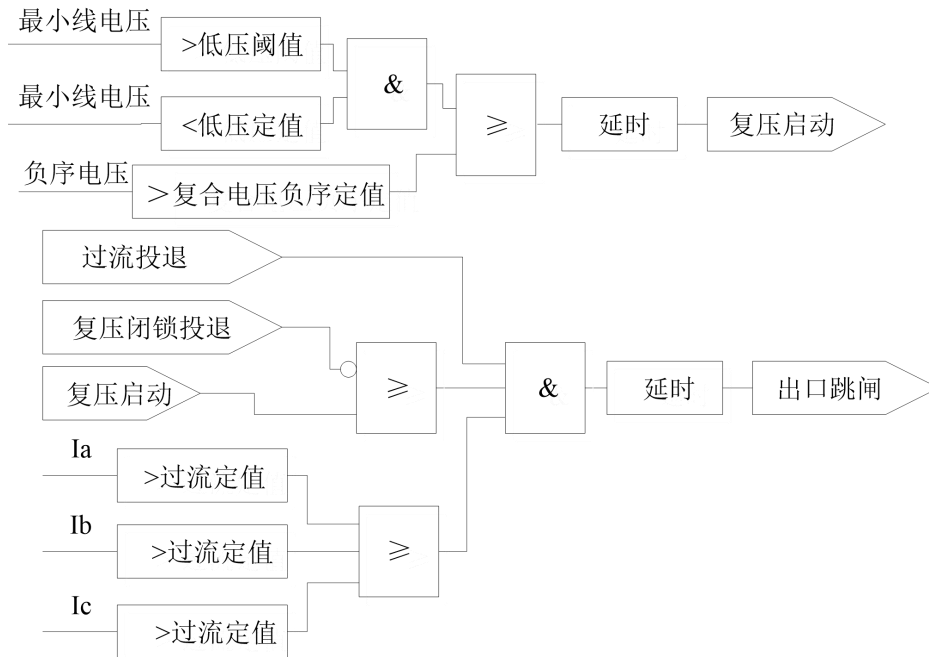 最小线电压
>低压阈值
&
最小线电压
<低压定值
≥
延时
复压启动
负序电压
>复合电压负序定值
过流投退
复压闭锁投退
≥
&
延时
出口跳闸
复压启动
Ia
>过流定值
Ib
>过流定值
≥
Ic
>过流定值